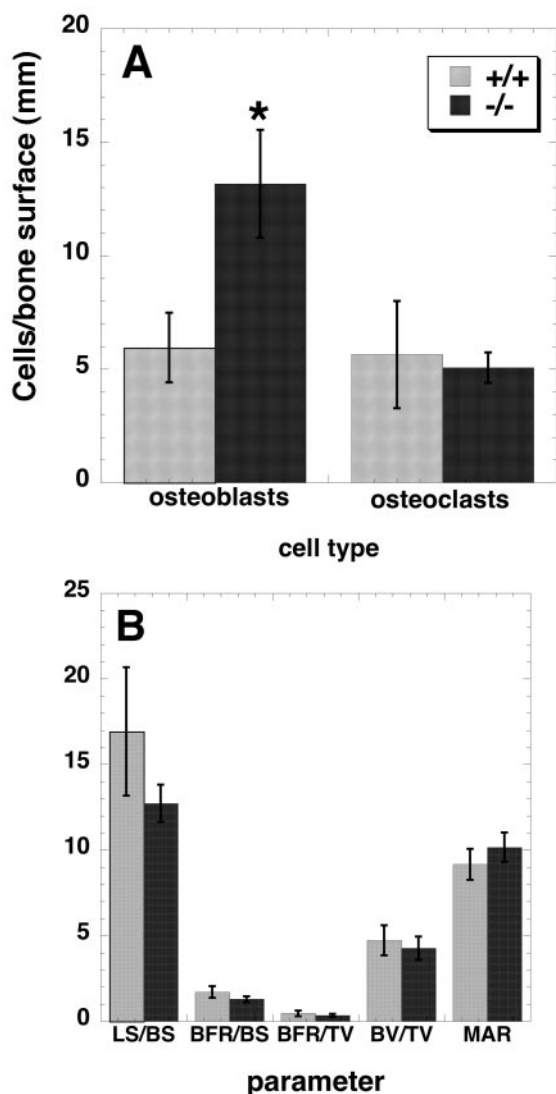 A
+/+
-/-
*
Cells/bone surface (mm)
20
15
10
5
0
osteoblasts osteoclasts
cell type
B
25
20
15
10
5
0
LS/BS BFR/BS BFR/TV BV/TV MAR
parameter